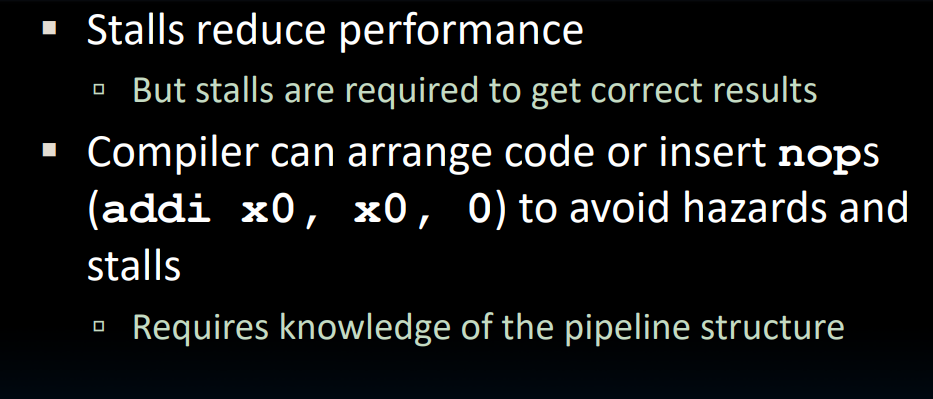 Stalls reduce performance
But stalls are required to get correct results
Compiler can arrange code or insert nops
(addi x0, x0, 0) to avoid hazards and
stalls
Requires knowledge of the pipeline structure